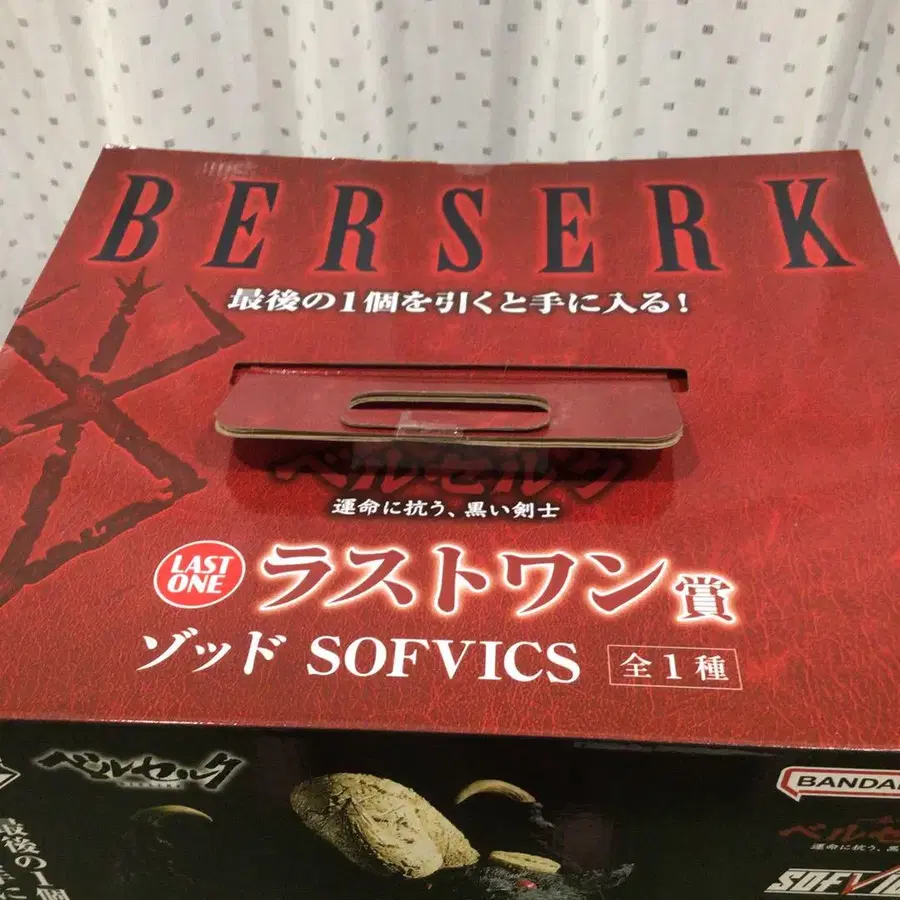 BERSERK
最後の1個を引くと手に入る!
ベルセルク
運命に抗う、黒い剣士
LAST ONE
ラストワン賞
ゾッド SOFVICS
全1種
ベルセルク
BANDAI
最後の1個
ベルセルク
運命に抗う、黒
SOFVIC